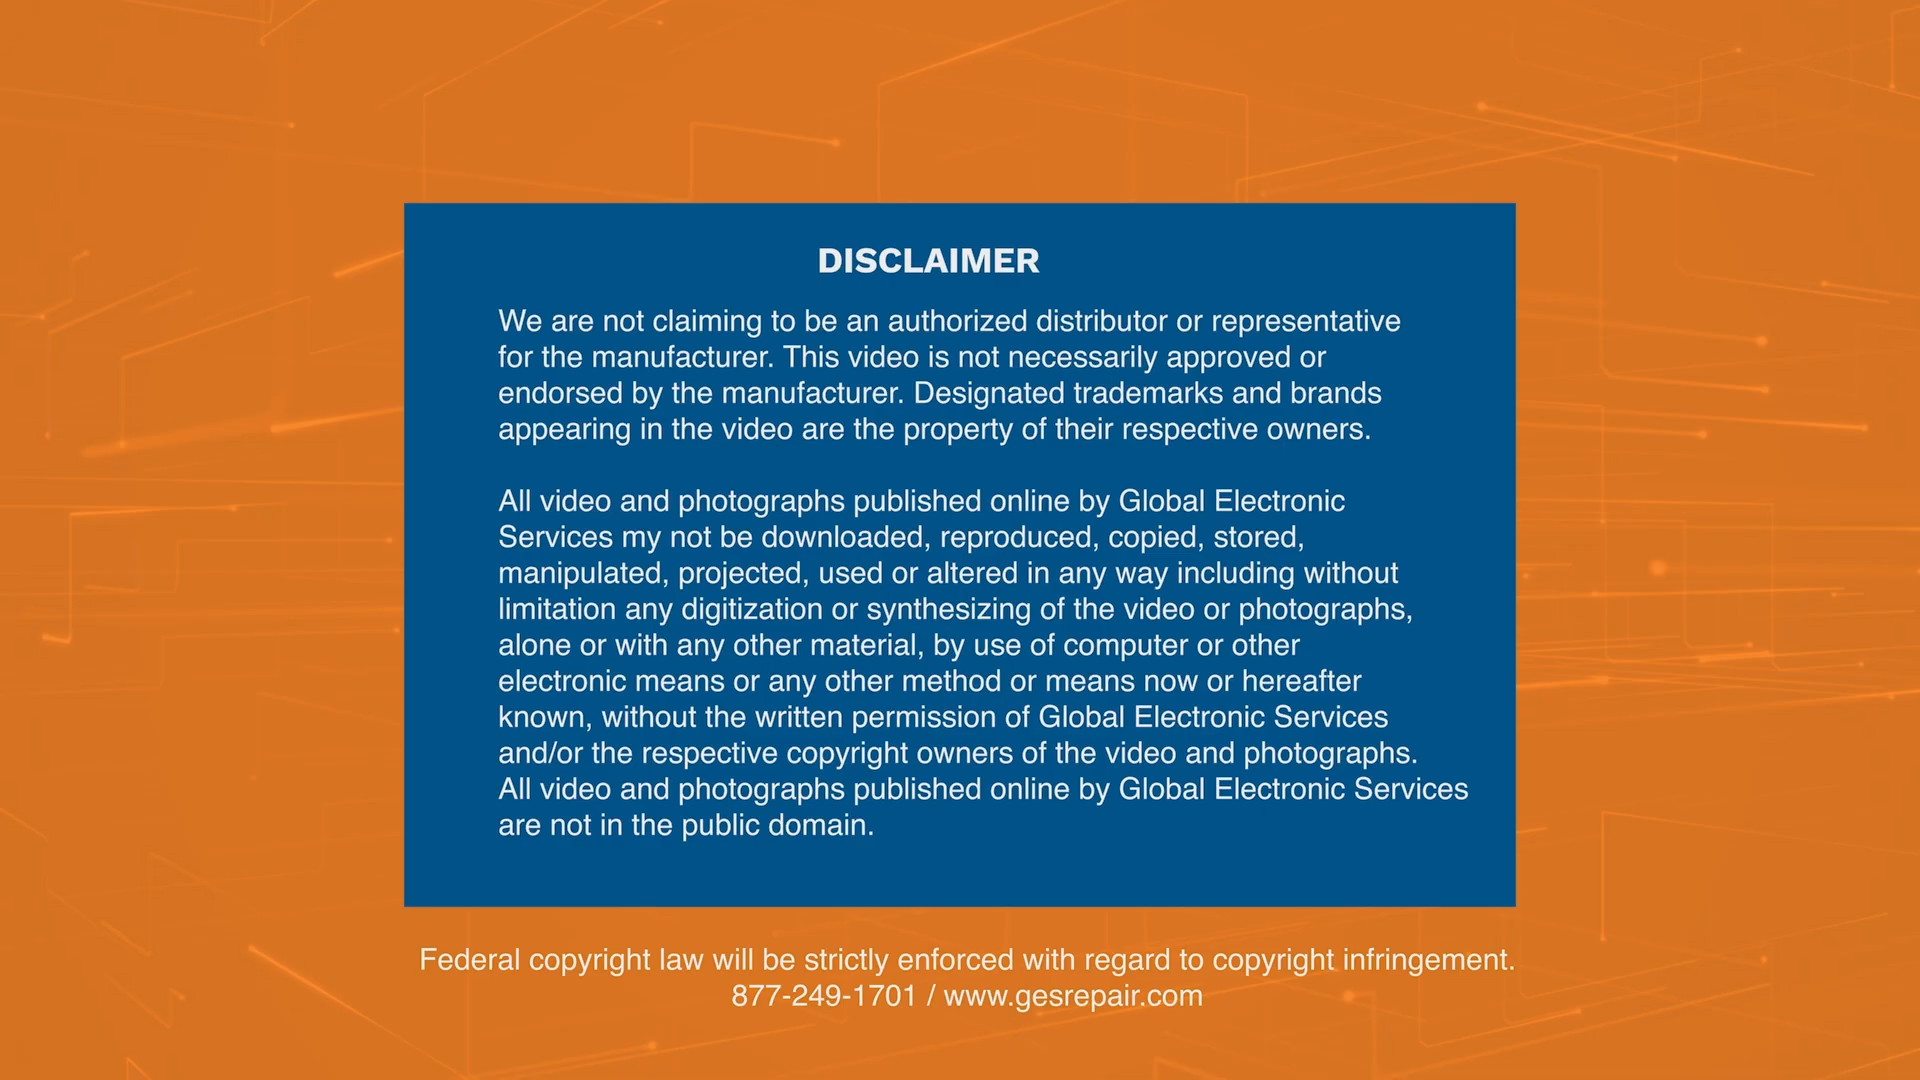 DISCLAIMER
We are not claiming to be an authorized distributor or representative
for the manufacturer. This video is not necessarily approved or
endorsed by the manufacturer. Designated trademarks and brands
appearing in the video are the property of their respective owners.
All video and photographs published online by Global Electronic
Services my not be downloaded, reproduced, copied, stored,
manipulated, projected, used or altered in any way including without
limitation any digitization or synthesizing of the video or photographs,
alone or with any other material, by use of computer or other
electronic means or any other method or means now or hereafter
known, without the written permission of Global Electronic Services
and/or the respective copyright owners of the video and photographs.
All video and photographs published online by Global Electronic Services
are not in the public domain.
Federal copyright law will be strictly enforced with regard to copyright infringement.
877-249-1701 / www.gesrepair.com